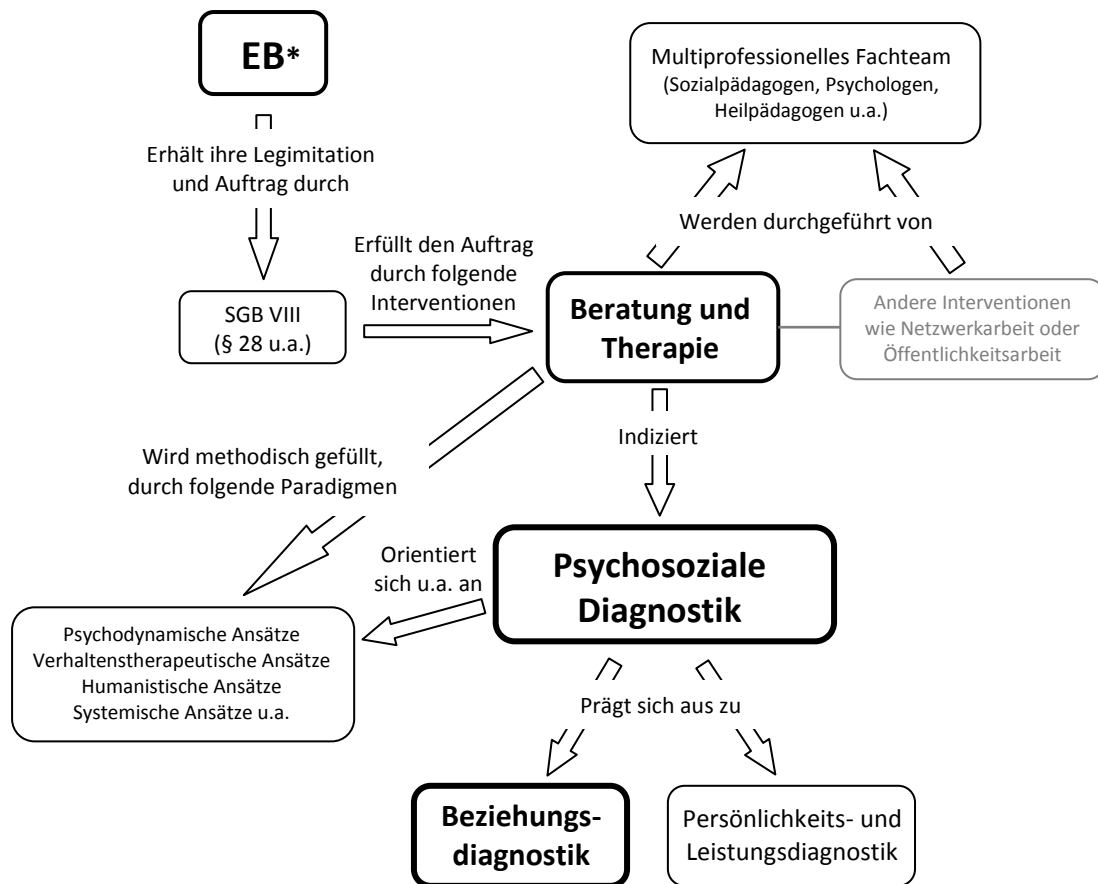 EB*
Multiprofessionelles Fachteam
(Sozialpädagogen, Psychologen,
Heilpädagogen u.a.)
Erhält ihre Legimitation
und Auftrag durch
Werden durchgeführt von
Erfüllt den Auftrag
durch folgende
Interventionen
SGB VIII
(§ 28 u.a.)
Beratung und
Therapie
Andere Interventionen
wie Netzwerkarbeit oder
Öffentlichkeitsarbeit
Indiziert
Wird methodisch gefüllt,
durch folgende Paradigmen
Orientiert
sich u.a. an
Psychosoziale
Diagnostik
Psychodynamische Ansätze
Verhaltenstherapeutische Ansätze
Humanistische Ansätze
Systemische Ansätze u.a.
Prägt sich aus zu
Beziehungs-
diagnostik
Persönlichkeits- und
Leistungsdiagnostik